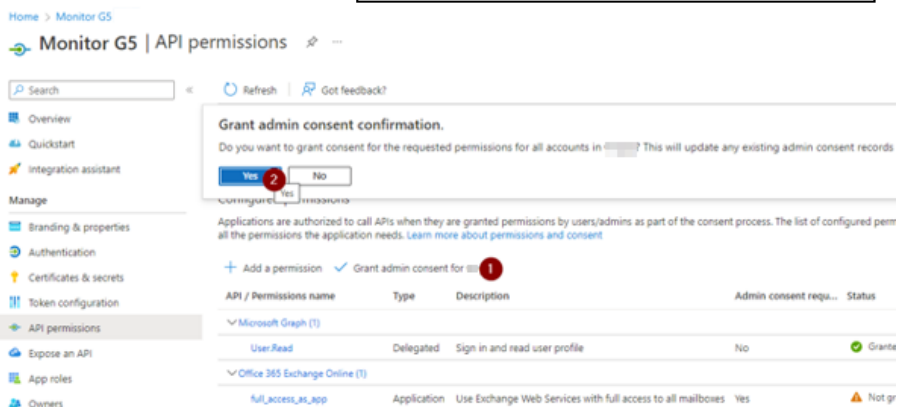 Home > Monitor G5
Monitor G5 | API permissions
Search
Refresh
Got feedback?
Overview
Quickstart
Integration assistant
Manage
Branding & properties
Authentication
Certificates & secrets
Token configuration
API permissions
Expose an API
App roles
Owners
Grant admin consent confirmation.
Do you want to grant consent for the requested permissions for all accounts in ? This will update any existing admin consent records
Yes
2
No
Yes
Applications are authorized to call APIs when they are granted permissions by users/admins as part of the consent process. The list of configured perm
all the permissions the application needs. Learn more about permissions and consent
Add a permission
Grant admin consent for
1
API / Permissions name Type Description Admin consent requ... Status
Microsoft Graph (1)
User.Read Delegated Sign in and read user profile No Grante
Office 365 Exchange Online (1)
full_access_as_app Application Use Exchange Web Services with full access to all mailboxes Yes Not gr